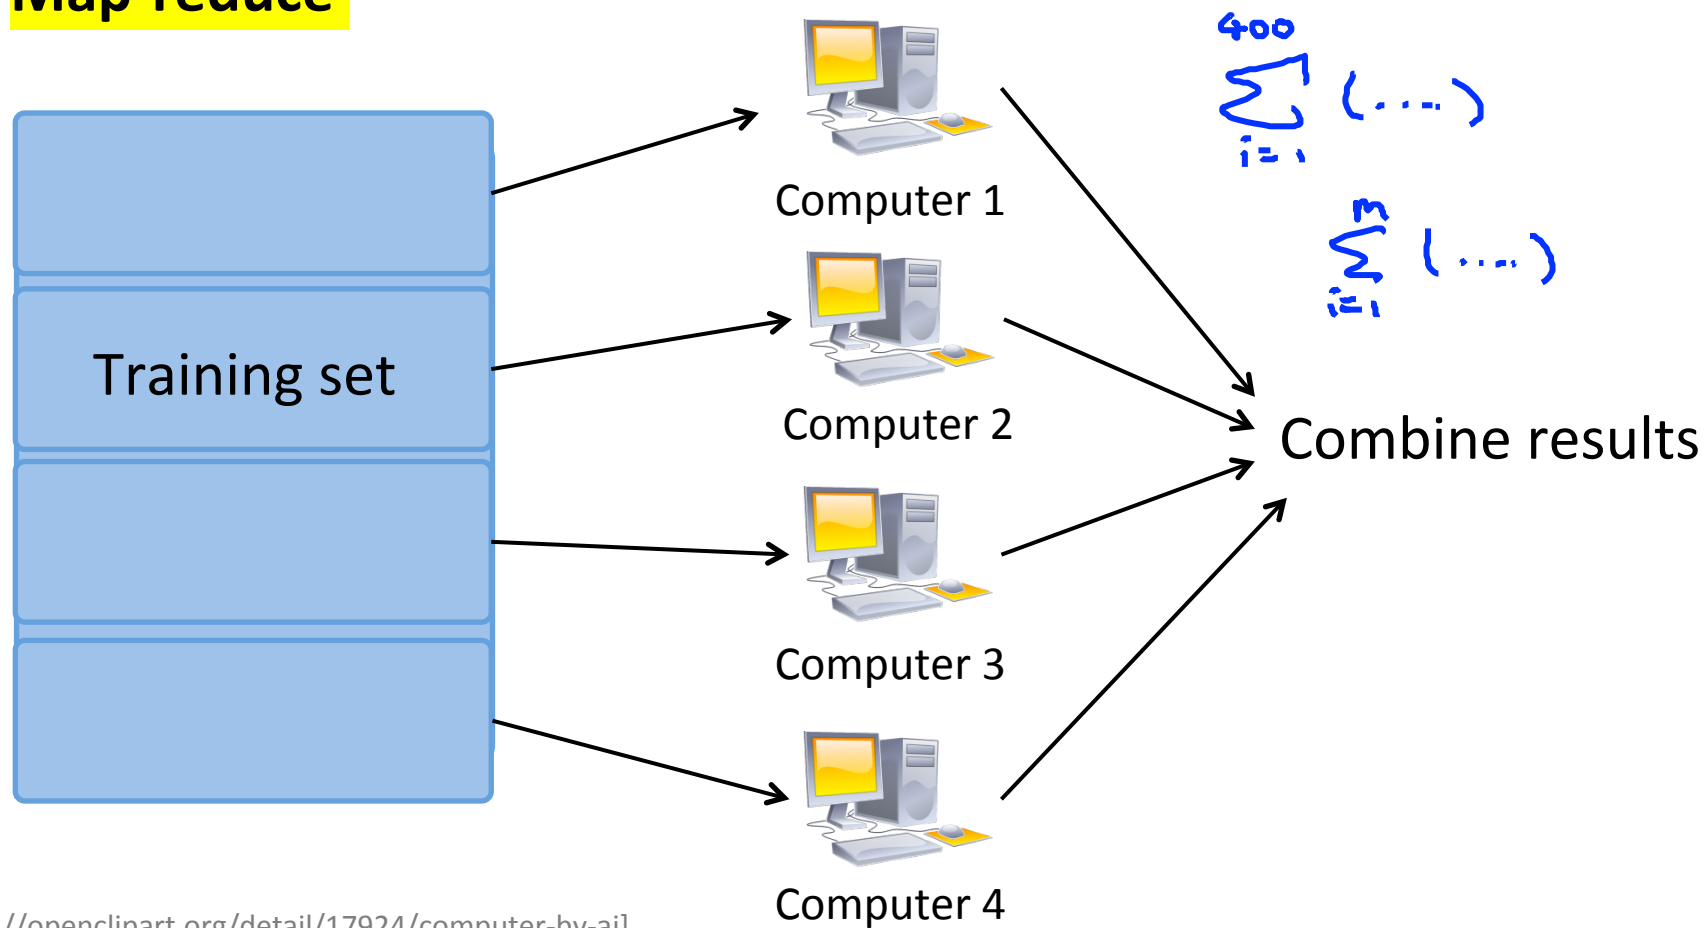 Map reduce
400
∑ (....)
i=1
m
∑ (....)
i=1
Computer 1
Training set
Computer 2
Combine results
Computer 3
Computer 4
//openclipart.org/detail/17924/computer-by-aj]